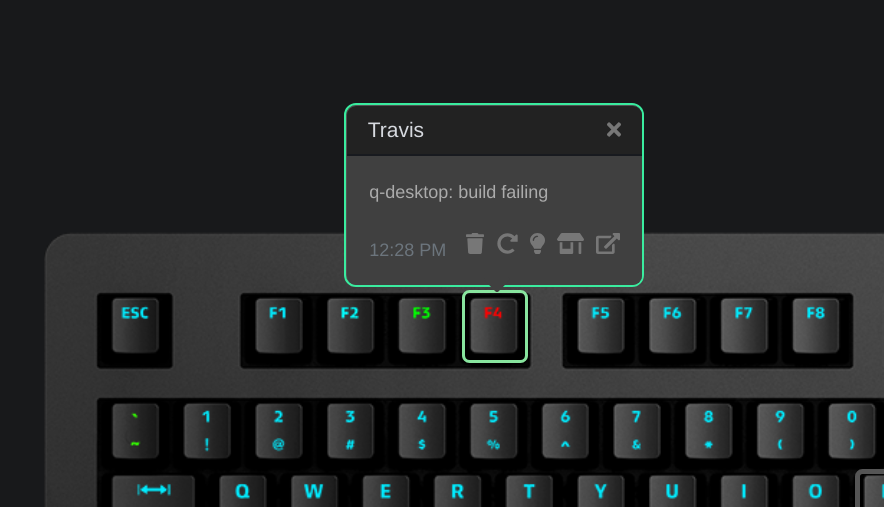 Travis
q-desktop: build failing
12:28 PM
ESC F1 F2 F3 F4 F5 F6 F7 F8
` 1 2 3 4 5 6 7 8 9 0
~ ! @ # $ % ^ & * ( )
Q W E R T Y U I O